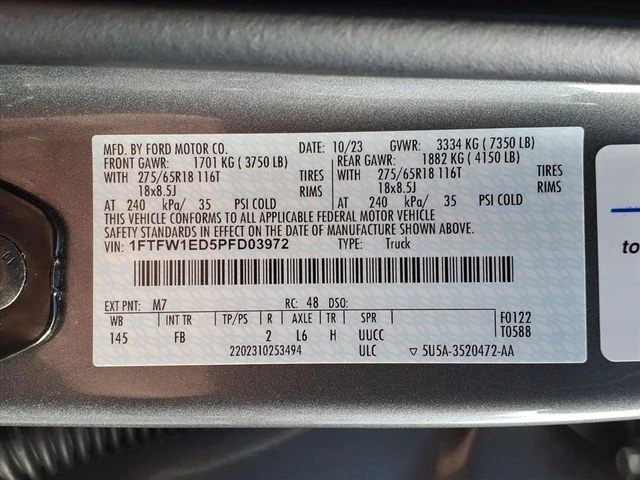 MFD. BY FORD MOTOR CO. DATE: 10/23 GVWR: 3334 KG ( 7350 LB)
FRONT GAWR: 1701 KG ( 3750 LB) REAR GAWR: 1882 KG ( 4150 LB)
WITH 275/65R18 116T TIRES WITH 275/65R18 116T TIRES
18x8.5J RIMS 18x8.5J RIMS
AT 240 kPa/ 35 PSI COLD AT 240 kPa/ 35 PSI COLD
THIS VEHICLE CONFORMS TO ALL APPLICABLE FEDERAL MOTOR VEHICLE
SAFETY STANDARDS IN EFFECT ON THE DATE OF MANUFACTURE SHOWN ABOVE.
VIN: 1FTFW1ED5PFD03972 TYPE: Truck
EXT PNT: M7 RC: 48 DSO:
WB INT TR TP/PS R AXLE TR SPR F0122
145 FB 2 L6 H UUCC T0588
2202310253494 ULC ▽ 5U5A-3520472-AA
to